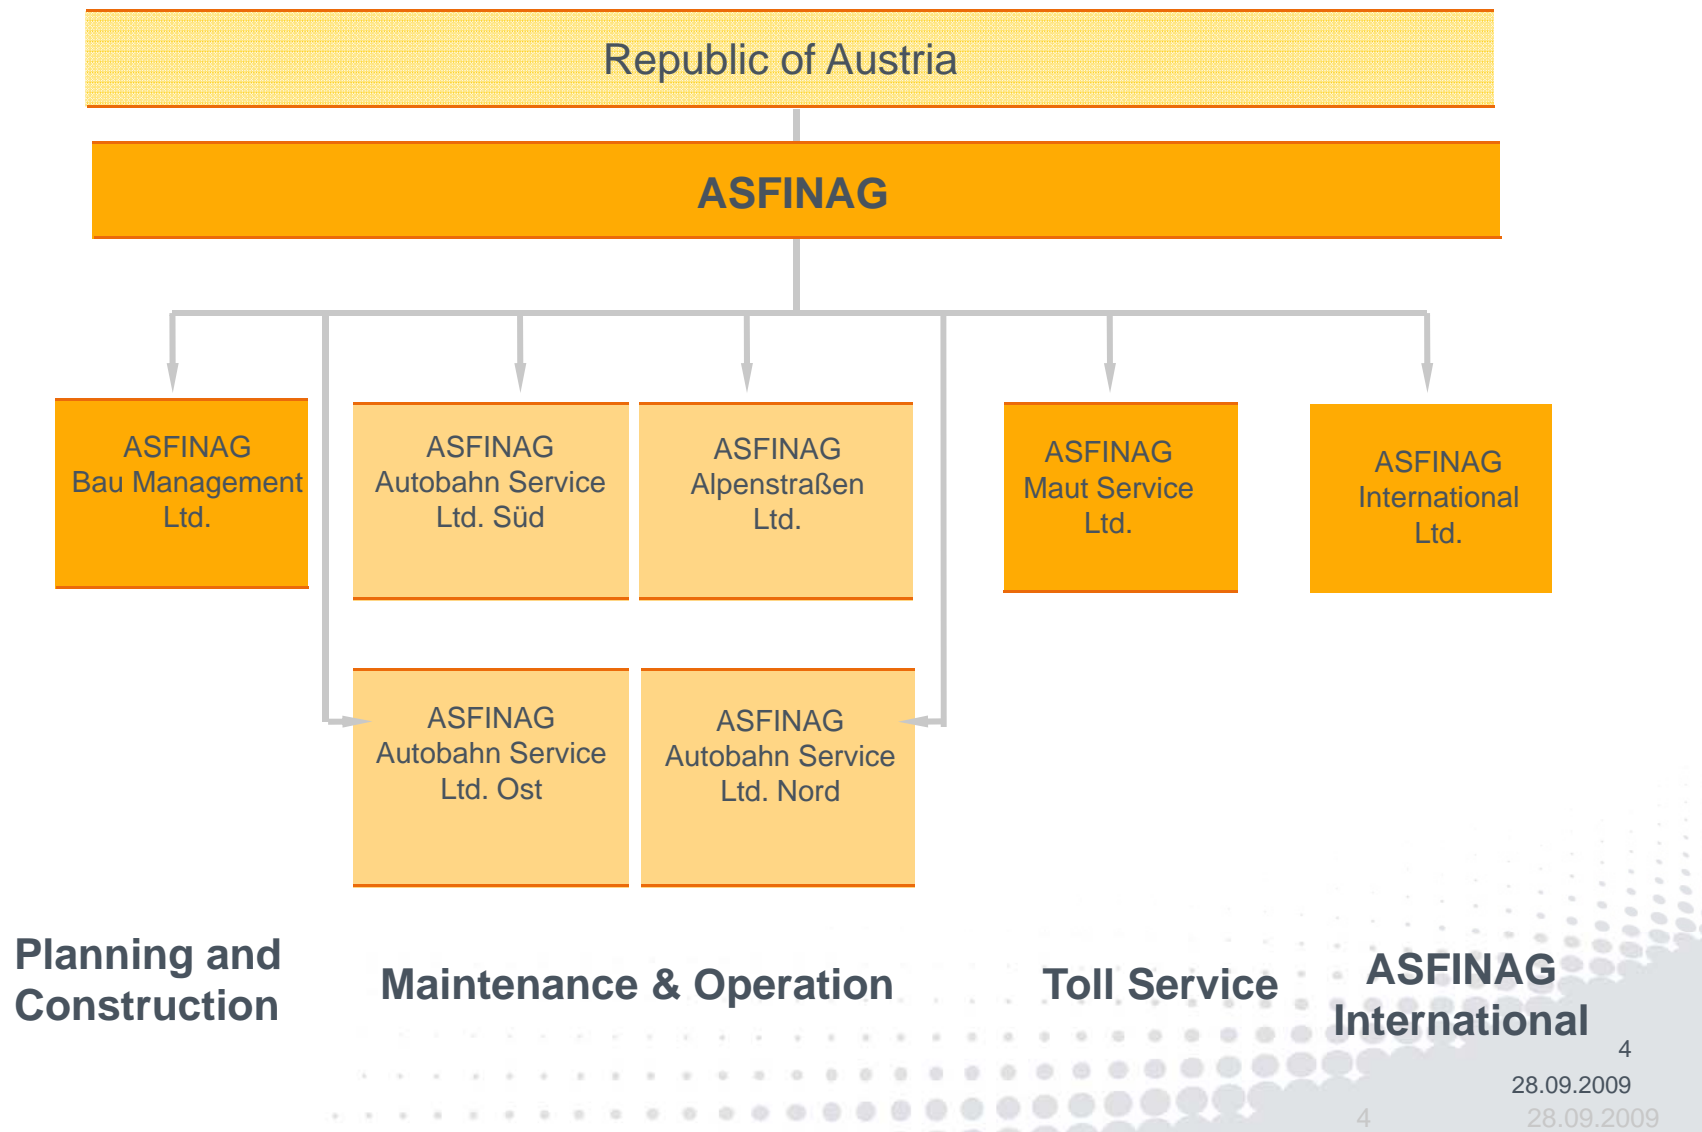 Republic of Austria
ASFINAG
ASFINAG
Bau Management
Ltd.
ASFINAG
Autobahn Service
Ltd. Süd
ASFINAG
Alpenstraßen
Ltd.
ASFINAG
Maut Service
Ltd.
ASFINAG
International
Ltd.
ASFINAG
Autobahn Service
Ltd. Ost
ASFINAG
Autobahn Service
Ltd. Nord
Planning and
Construction
Maintenance & Operation
Toll Service
ASFINAG
International
4
28.09.2009
4 28.09.2009